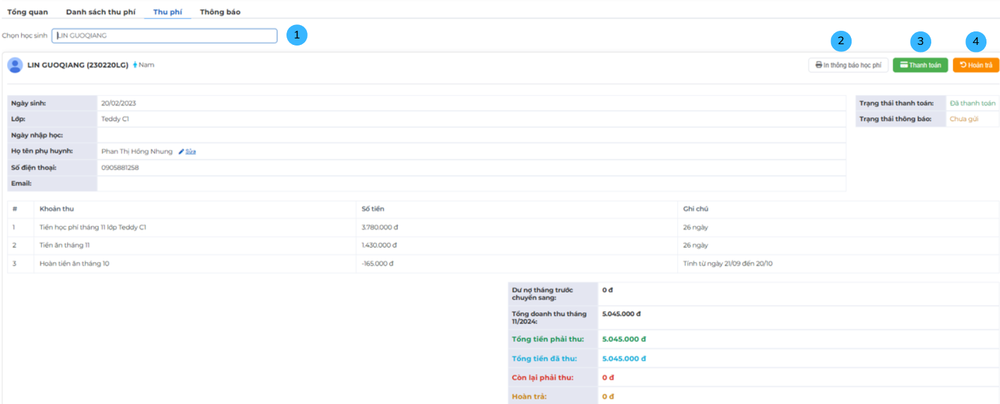 Tổng quan Danh sách thu phí Thu phí Thông báo
Chọn học sinh LIN GUOQIANG 1
2 3 4
LIN GUOQIANG (230220LG) Nam In thông báo học phí Thanh toán Hoàn trả
Ngày sinh: 20/02/2023 Trạng thái thanh toán: Đã thanh toán
Lớp: Teddy C1 Trạng thái thông báo: Chưa gửi
Ngày nhập học:
Họ tên phụ huynh: Phan Thị Hồng Nhung Sửa
Số điện thoại: 0905881258
Email:
# Khoản thu Số tiền Ghi chú
1 Tiền học phí tháng 11 lớp Teddy C1 3.780.000 đ 26 ngày
2 Tiền ăn tháng 11 1.430.000 đ 26 ngày
3 Hoàn tiền ăn tháng 10 -165.000 đ Tính từ ngày 21/09 đến 20/10
Dư nợ tháng trước 0 đ
chuyển sang:
Tổng doanh thu tháng 5.045.000 đ
11/2024:
Tổng tiền phải thu: 5.045.000 đ
Tổng tiền đã thu: 5.045.000 đ
Còn lại phải thu: 0 đ
Hoàn trả: 0 đ